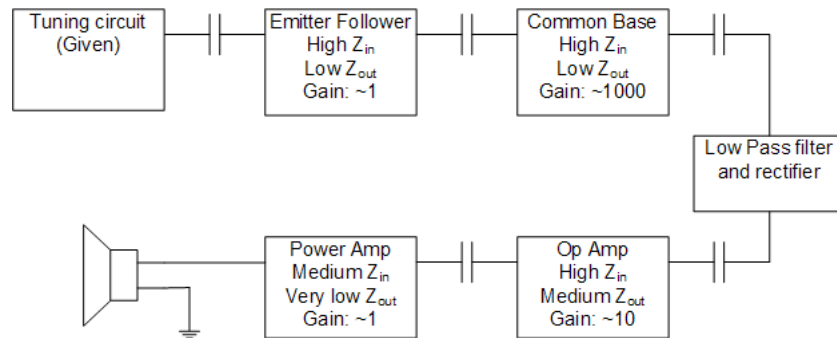 Tuning circuit
(Given)
Emitter Follower
High Zin
Low Zout
Gain: ~1
Common Base
High Zin
Low Zout
Gain: ~1000
Low Pass filter
and rectifier
Power Amp
Medium Zin
Very low Zout
Gain: ~1
Op Amp
High Zin
Medium Zout
Gain: ~10